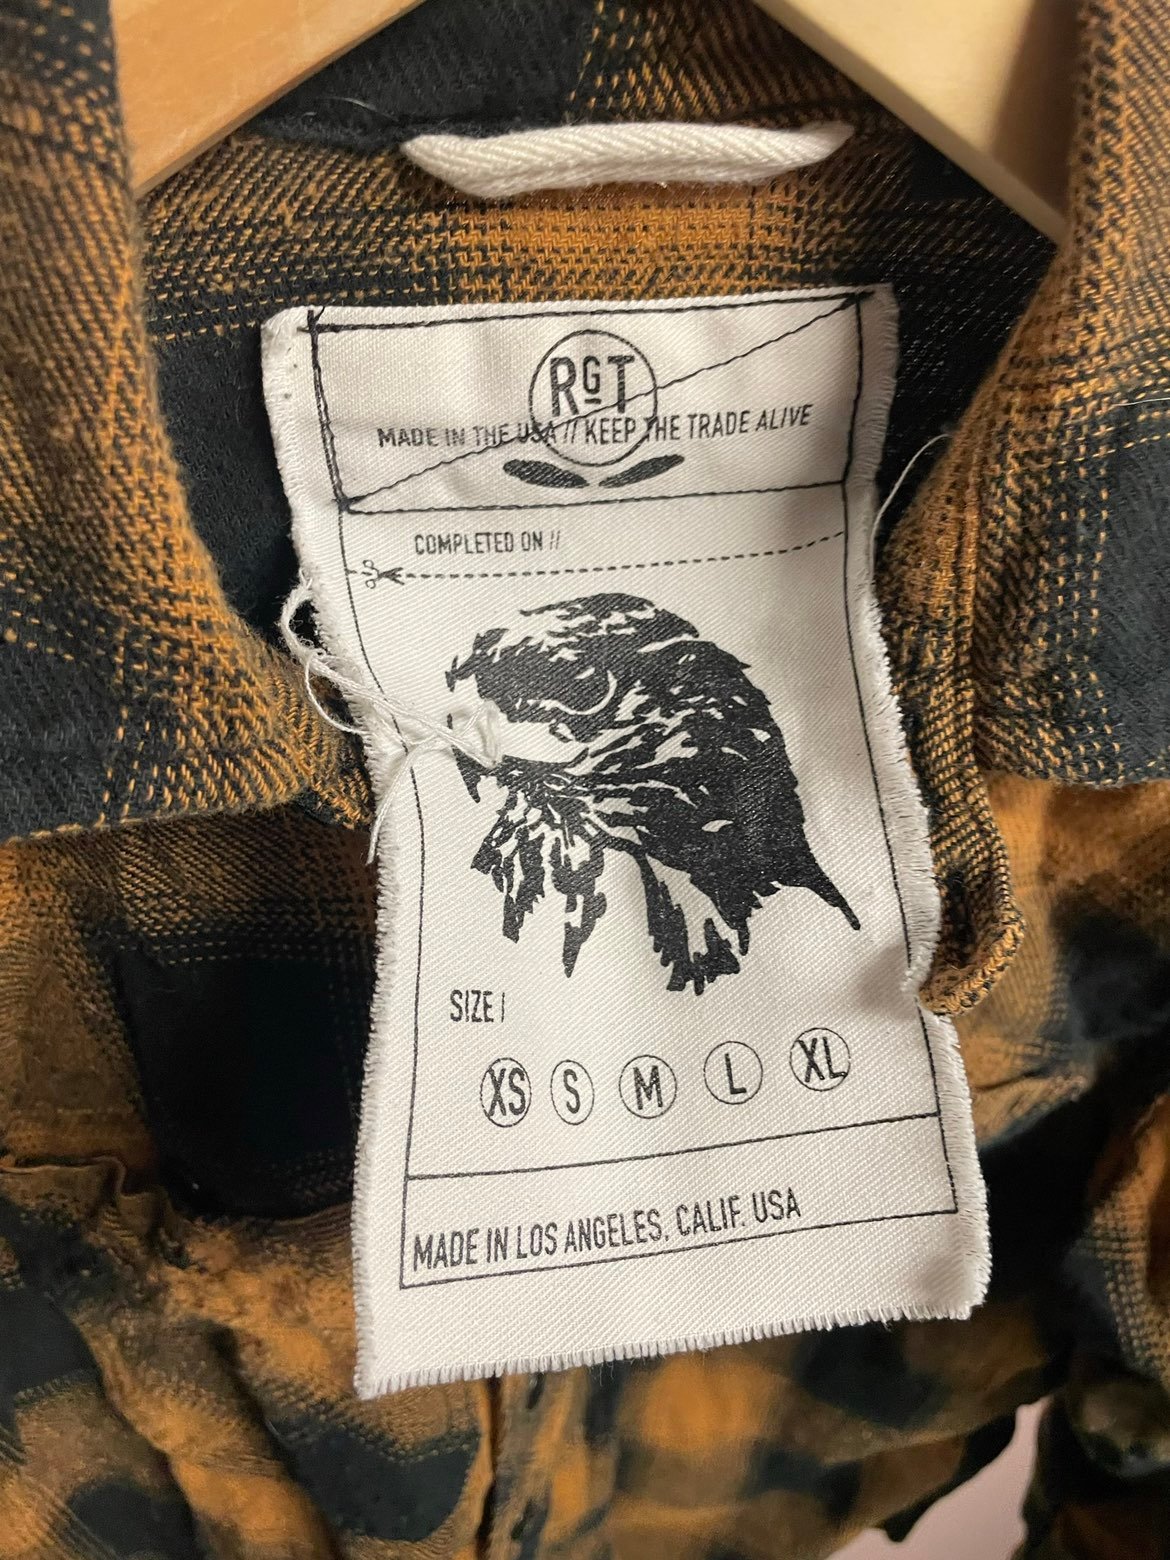 RGT
MADE IN THE USA // KEEP THE TRADE ALIVE
COMPLETED ON //
SIZE /
XS S M L XL
MADE IN LOS ANGELES, CALIF. USA